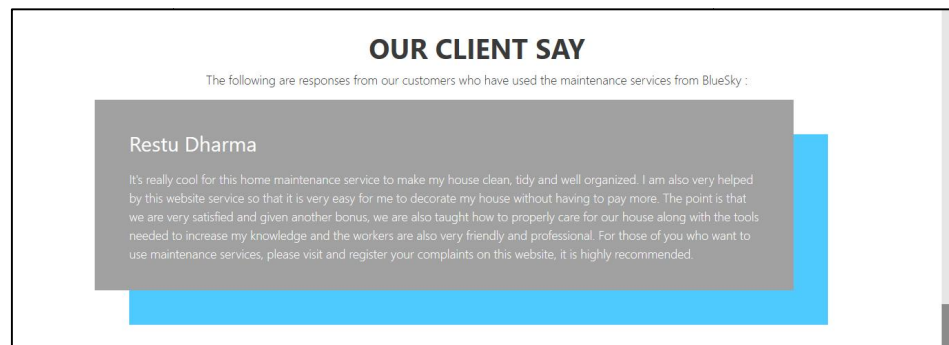 OUR CLIENT SAY
The following are responses from our customers who have used the maintenance services from BlueSky :
Restu Dharma
It's really cool for this home maintenance service to make my house clean, tidy and well organized. I am also very helped
by this website service so that it is very easy for me to decorate my house without having to pay more. The point is that
we are very satisfied and given another bonus, we are also taught how to properly care for our house along with the tools
needed to increase my knowledge and the workers are also very friendly and professional. For those of you who want to
use maintenance services, please visit and register your complaints on this website, it is highly recommended.